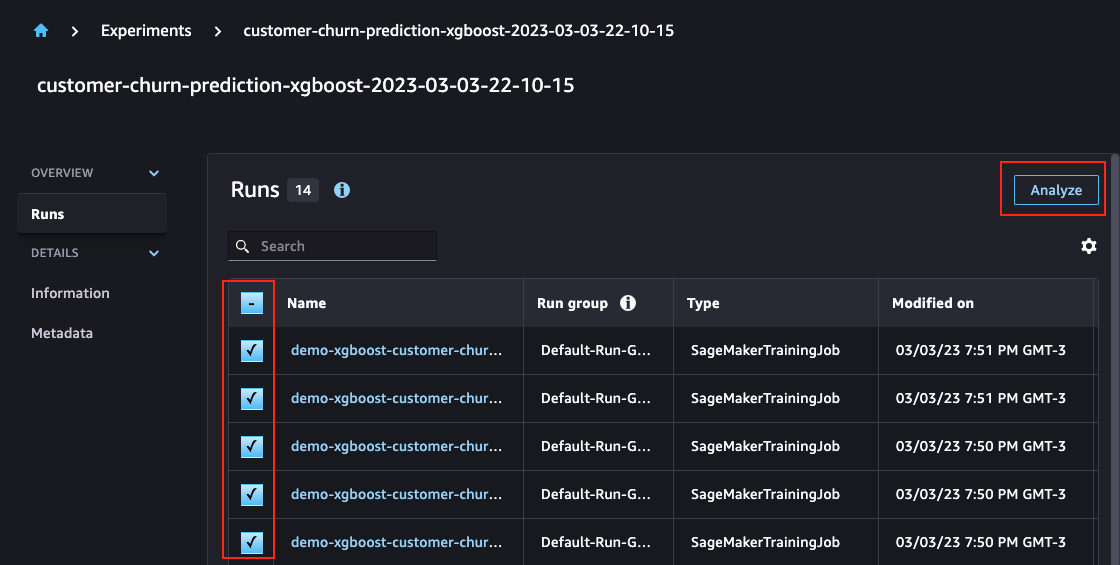 Experiments customer-churn-prediction-xgboost-2023-03-03-22-10-15
customer-churn-prediction-xgboost-2023-03-03-22-10-15
OVERVIEW
Runs
DETAILS
Information
Metadata
Runs 14
Analyze
Search
Name Run group Type Modified on
demo-xgboost-customer-chur... Default-Run-G... SageMakerTrainingJob 03/03/23 7:51 PM GMT-3
demo-xgboost-customer-chur... Default-Run-G... SageMakerTrainingJob 03/03/23 7:51 PM GMT-3
demo-xgboost-customer-chur... Default-Run-G... SageMakerTrainingJob 03/03/23 7:50 PM GMT-3
demo-xgboost-customer-chur... Default-Run-G... SageMakerTrainingJob 03/03/23 7:50 PM GMT-3
demo-xgboost-customer-chur... Default-Run-G... SageMakerTrainingJob 03/03/23 7:50 PM GMT-3